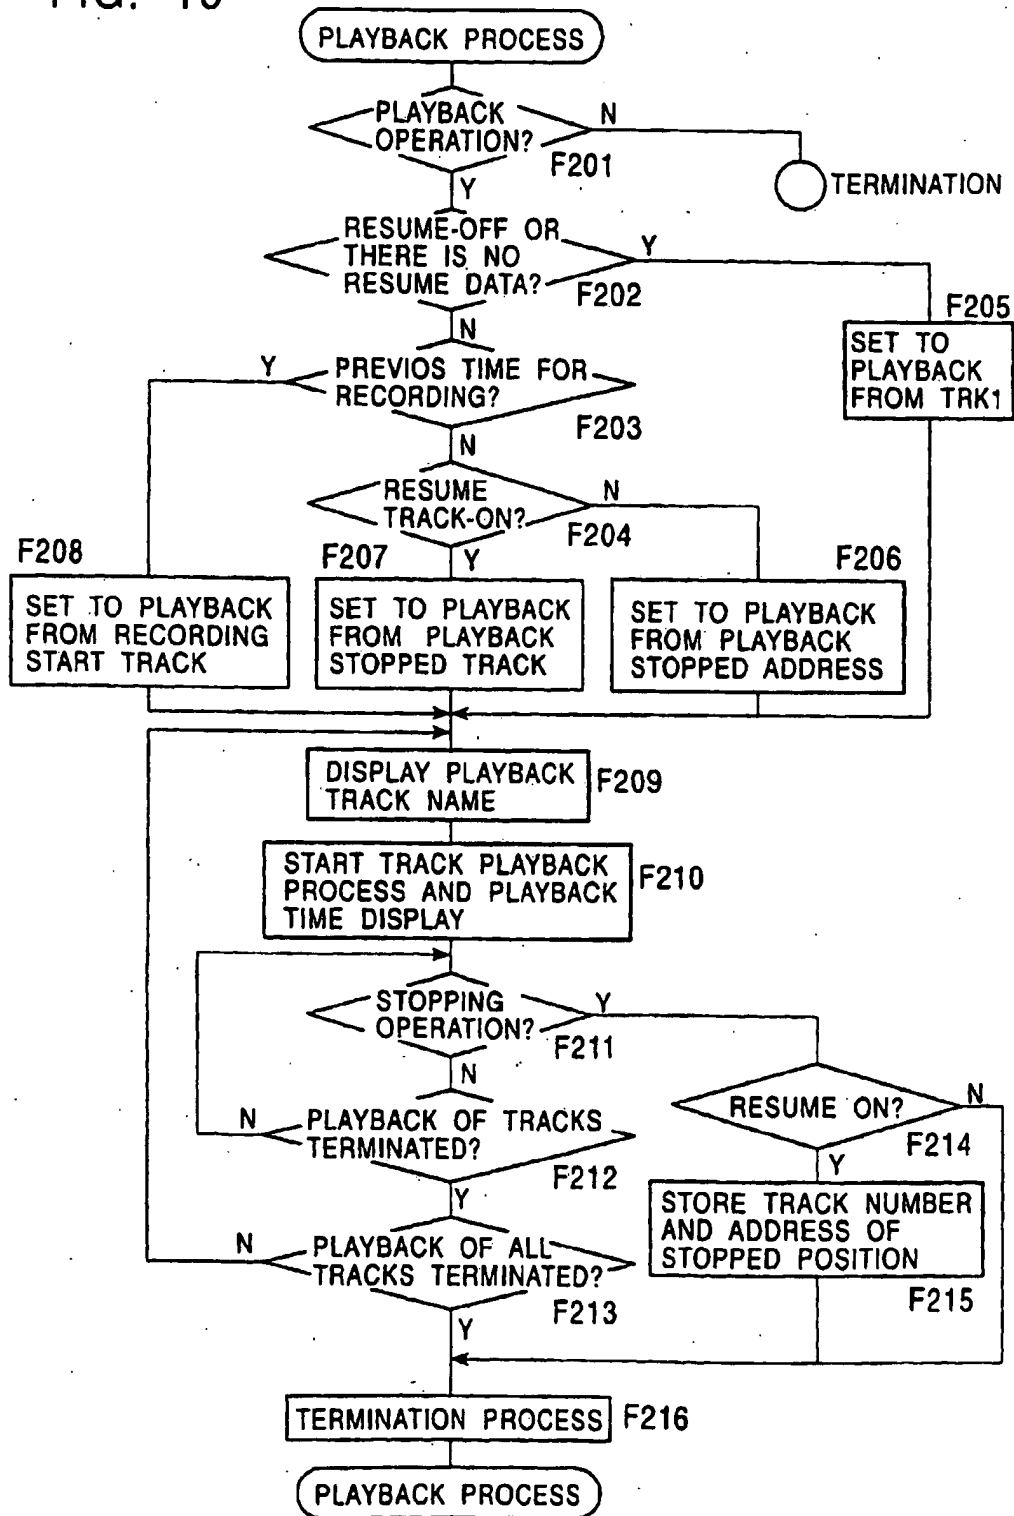 PLAYBACK PROCESS
PLAYBACK
OPERATION?
N
F201
Y
TERMINATION
RESUME-OFF OR
THERE IS NO
RESUME DATA?
Y
F202
N
F205
SET TO
PLAYBACK
FROM TRK1
Y
PREVIOS TIME FOR
RECORDING?
F203
N
RESUME
TRACK-ON?
N
F204
Y
F208
SET TO PLAYBACK
FROM RECORDING
START TRACK
F207
SET TO PLAYBACK
FROM PLAYBACK
STOPPED TRACK
F206
SET TO PLAYBACK
FROM PLAYBACK
STOPPED ADDRESS
DISPLAY PLAYBACK
TRACK NAME
F209
START TRACK PLAYBACK
PROCESS AND PLAYBACK
TIME DISPLAY
F210
STOPPING
OPERATION?
Y
F211
N
N
PLAYBACK OF TRACKS
TERMINATED?
F212
Y
RESUME ON?
N
F214
Y
STORE TRACK NUMBER
AND ADDRESS OF
STOPPED POSITION
F215
N
PLAYBACK OF ALL
TRACKS TERMINATED?
F213
Y
TERMINATION PROCESS
F216
PLAYBACK PROCESS